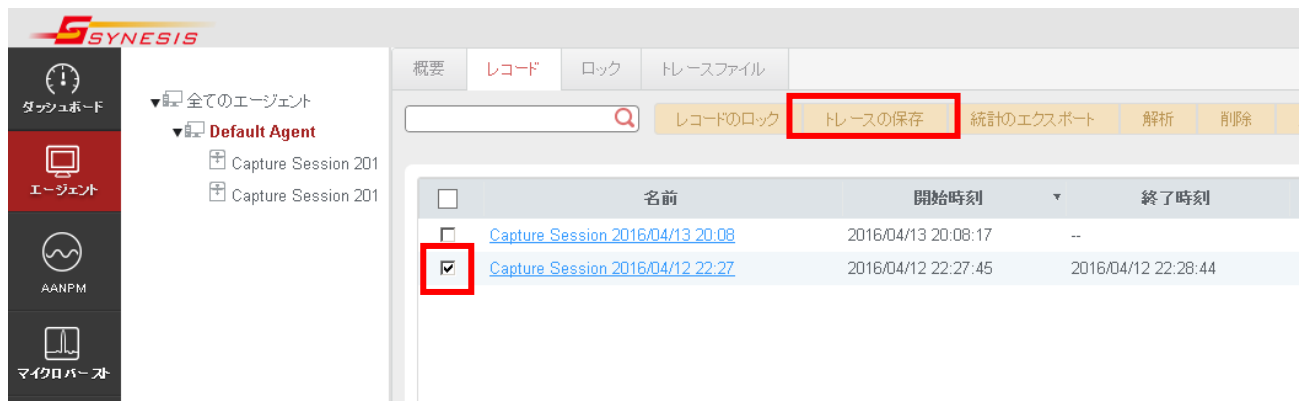 SYNESIS
ダッシュボード
エージェント
AANPM
マイクロバースト
▼全てのエージェント
▼Default Agent
Capture Session 201
Capture Session 201
概要 レコード ロック トレースファイル
レコードのロック トレースの保存 統計のエクスポート 解析 削除
名前 開始時刻 ▼ 終了時刻
Capture Session 2016/04/13 20:08 2016/04/13 20:08:17 --
Capture Session 2016/04/12 22:27 2016/04/12 22:27:45 2016/04/12 22:28:44